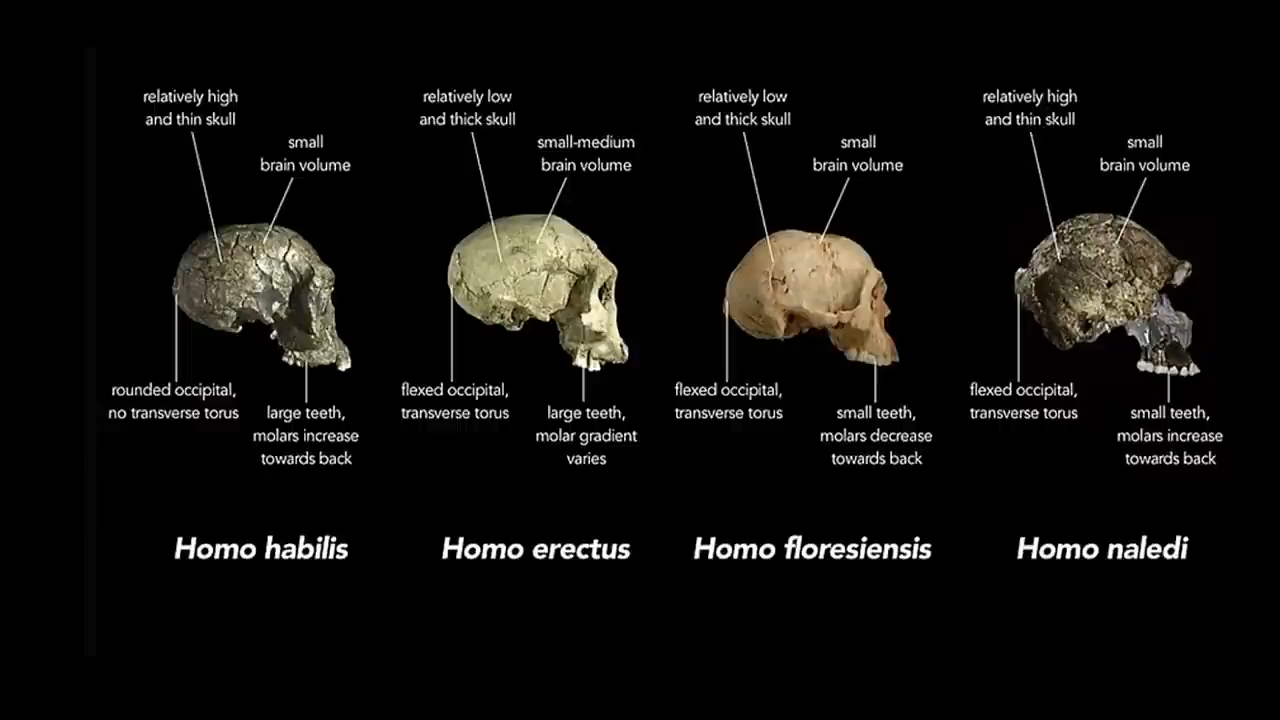 relatively high
and thin skull
small
brain volume
rounded occipital,
no transverse torus
large teeth,
molars increase
towards back
Homo habilis
relatively low
and thick skull
small-medium
brain volume
flexed occipital,
transverse torus
large teeth,
molar gradient
varies
Homo erectus
relatively low
and thick skull
small
brain volume
flexed occipital,
transverse torus
small teeth,
molars decrease
towards back
Homo floresiensis
relatively high
and thin skull
small
brain volume
flexed occipital,
transverse torus
small teeth,
molars increase
towards back
Homo naledi